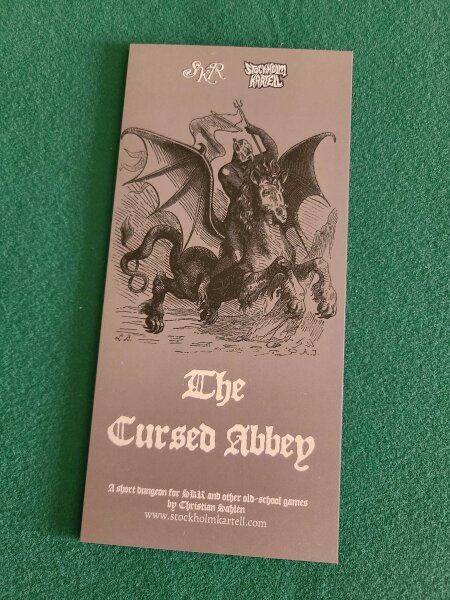 SKR STOCKHOLM KARTELL
L.B.
The
Cursed Abbey
A short dungeon for SKR and other old-school games
by Christian Sahlén
www.stockholmkartell.com